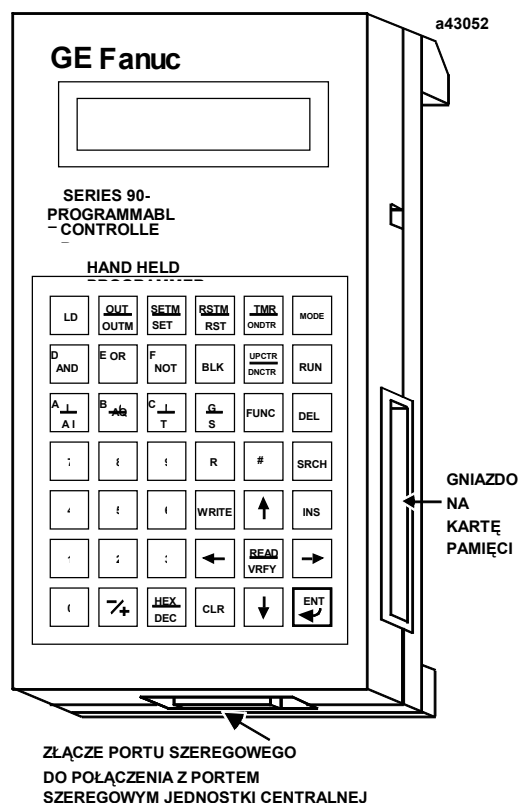 a43052
GE Fanuc
SERIES 90-
PROGRAMMABL
CONTROLLE
HAND HELD
LD OUT OUTM SETM SET RSTM RST TMR ONDTR MODE
D AND E OR F NOT BLK UPCTR DNCTR RUN
A I AI B C T G S FUNC DEL
R # SRCH
WRITE INS
READ VRFY
-/+ HEX DEC CLR ENT
GNIAZDO
NA
KARTĘ
PAMIĘCI
ZŁĄCZE PORTU SZEREGOWEGO
DO POŁĄCZENIA Z PORTEM
SZEREGOWYM JEDNOSTKI CENTRALNEJ